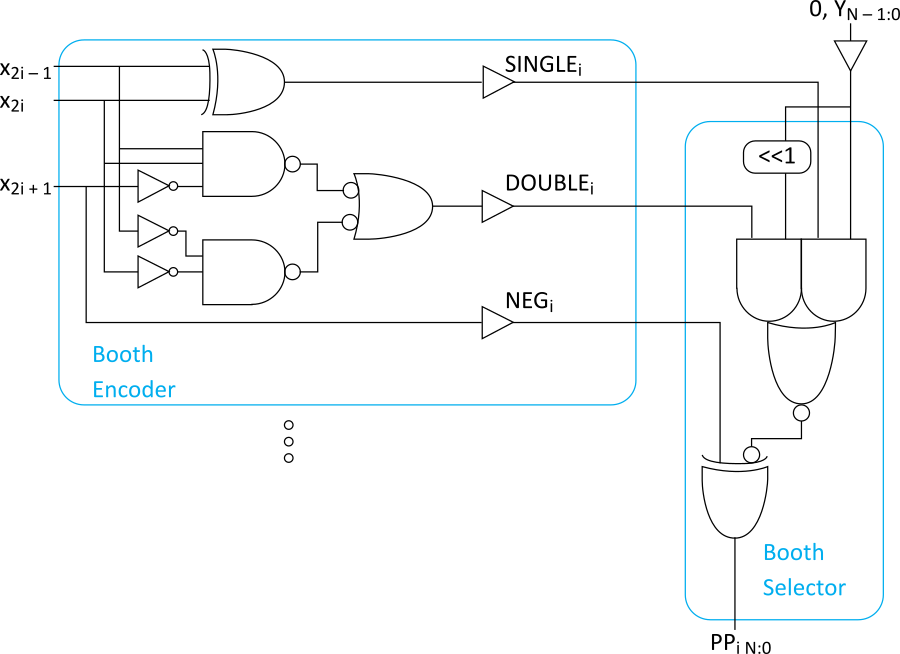 0, Y_{N – 1:0}
x_{2i – 1}
SINGLE_i
x_{2i}
<<1
x_{2i + 1}
DOUBLE_i
NEG_i
Booth
Encoder
Booth
Selector
PP_{i N:0}